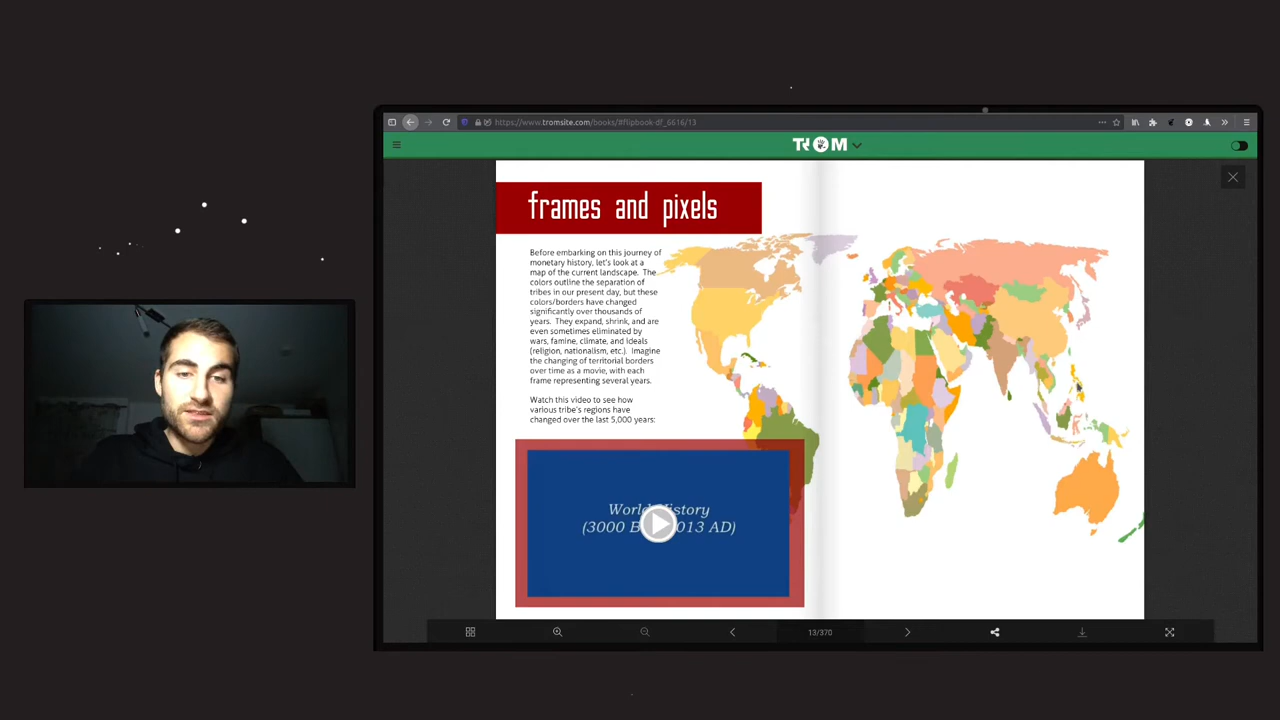 https://www.tromsite.com/books/#flipbook-df_6616/13
TROM
frames and pixels
Before embarking on this journey of
monetary history, let's look at a
map of the current landscape. The
colors outline the separation of
tribes in our present day, but these
colors/borders have changed
significantly over thousands of
years. They expand, shrink, and are
even sometimes eliminated by
wars, famine, climate, and ideals
(religion, nationalism, etc.). Imagine
the changing of territorial borders
over time as a movie, with each
frame representing several years.
Watch this video to see how
various tribe's regions have
changed over the last 5,000 years:
World History
(3000 B 013 AD)
13/370